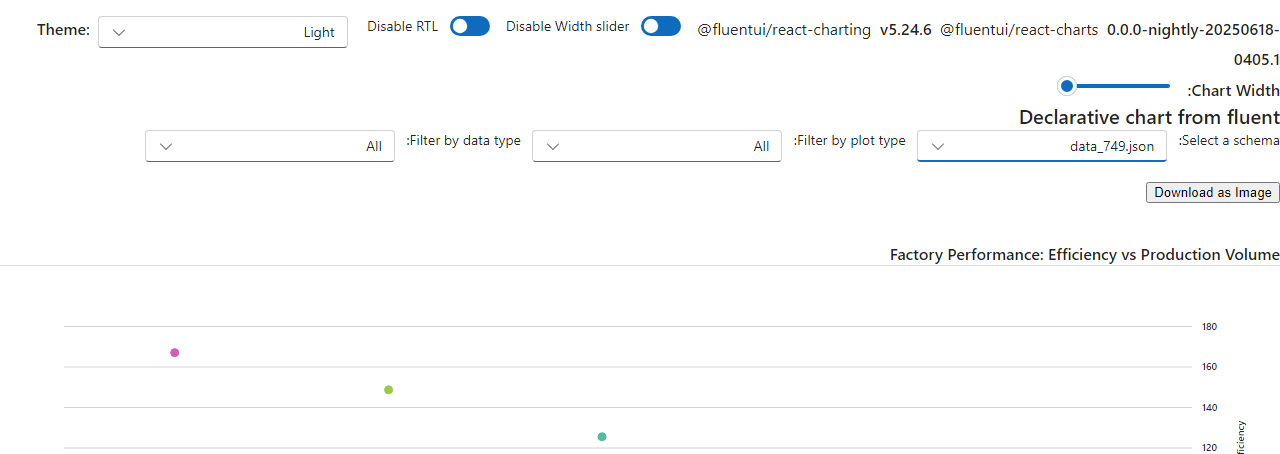 Theme: Light Disable RTL Disable Width slider @fluentui/react-charting v5.24.6 @fluentui/react-charts 0.0.0-nightly-20250618-
0405.1
:Chart Width
Declarative chart from fluent
:Select a schema data_749.json :Filter by plot type All :Filter by data type All
Download as Image
Factory Performance: Efficiency vs Production Volume
180
160
140
120